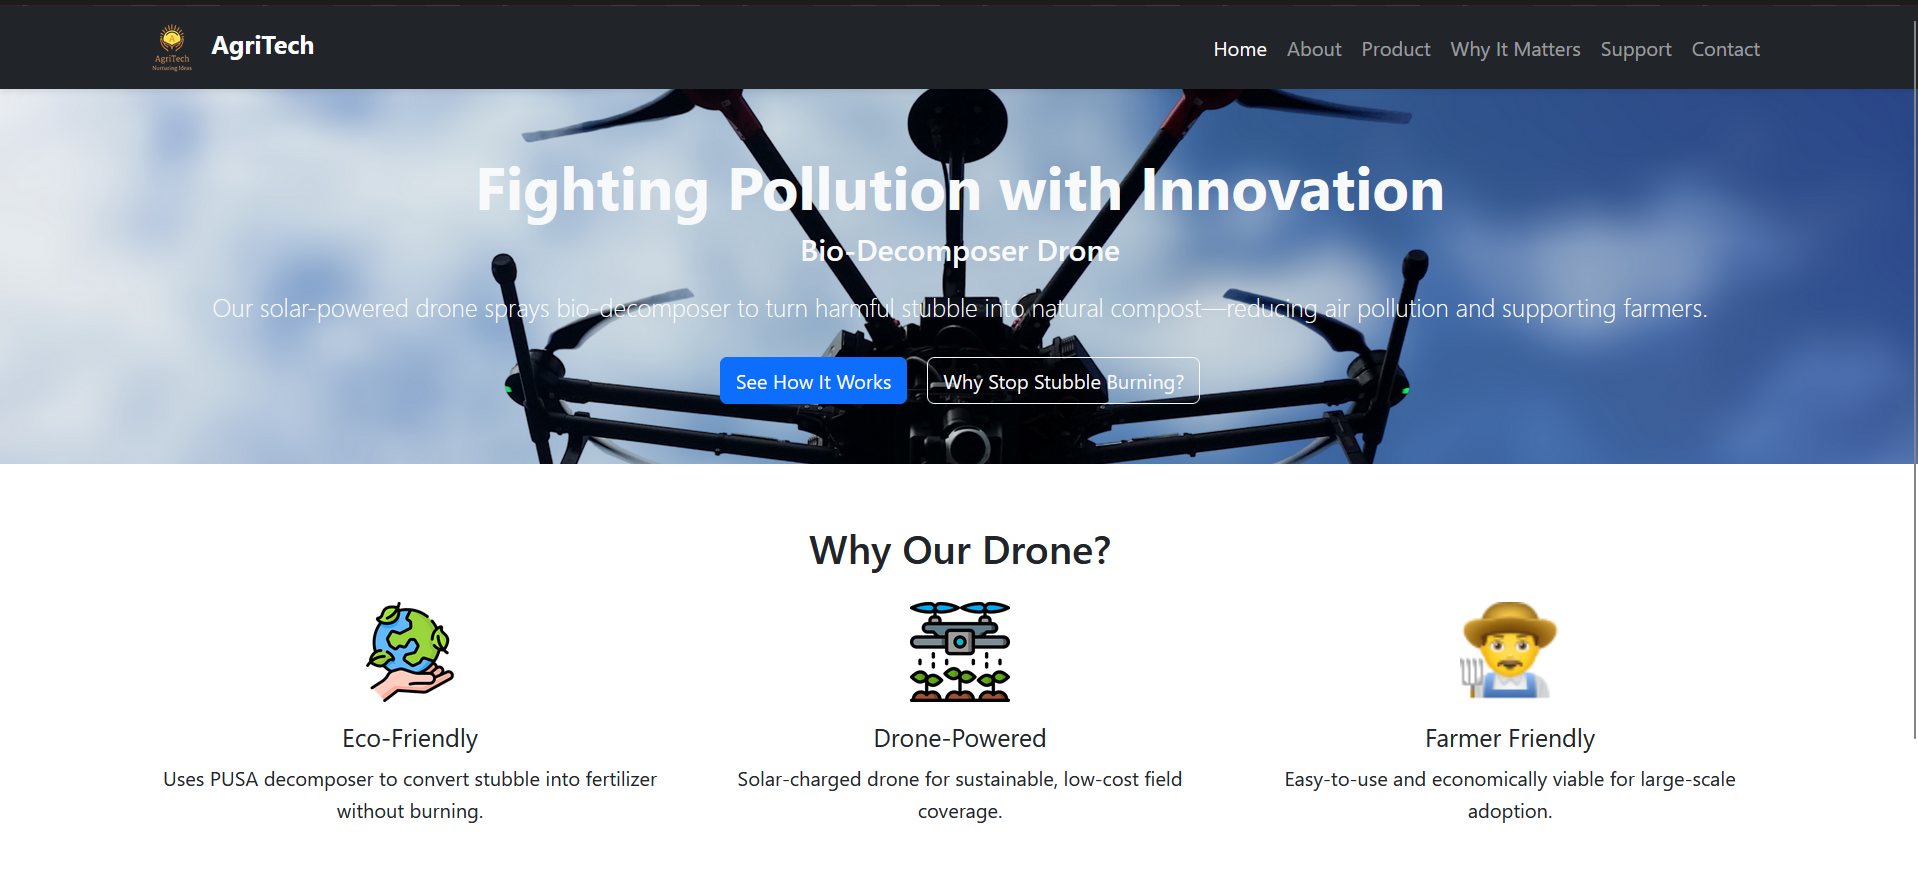 AgriTech
Nurturing Ideas
AgriTech
Home About Product Why It Matters Support Contact
Fighting Pollution with Innovation
Bio-Decomposer Drone
Our solar-powered drone sprays bio-decomposer to turn harmful stubble into natural compost—reducing air pollution and supporting farmers.
See How It Works
Why Stop Stubble Burning?
Why Our Drone?
Eco-Friendly
Uses PUSA decomposer to convert stubble into fertilizer
without burning.
Drone-Powered
Solar-charged drone for sustainable, low-cost field
coverage.
Farmer Friendly
Easy-to-use and economically viable for large-scale
adoption.